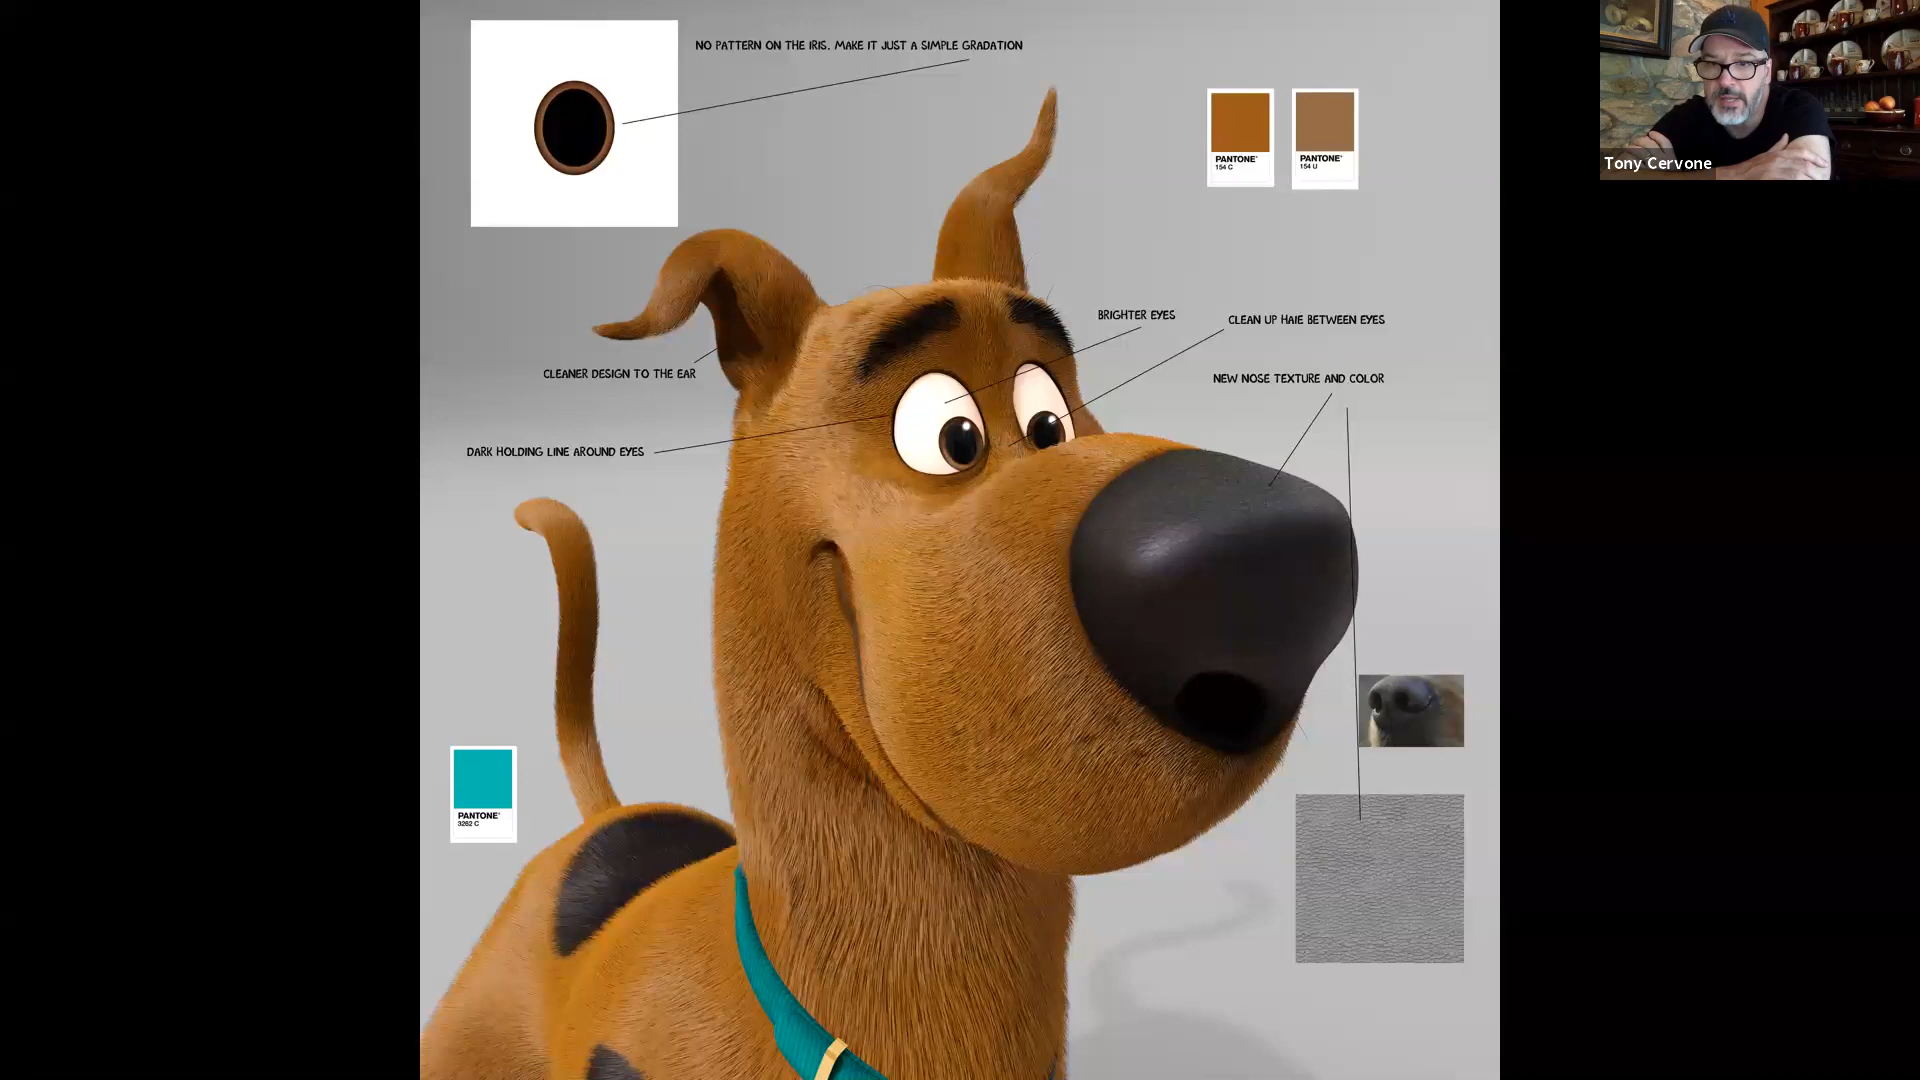 NO PATTERN ON THE IRIS. MAKE IT JUST A SIMPLE GRADATION
PANTONE®
154 C
PANTONE®
154 U
Tony Cervone
BRIGHTER EYES
CLEAN UP HAIE BETWEEN EYES
CLEANER DESIGN TO THE EAR
NEW NOSE TEXTURE AND COLOR
DARK HOLDING LINE AROUND EYES
PANTONE®
3262 C